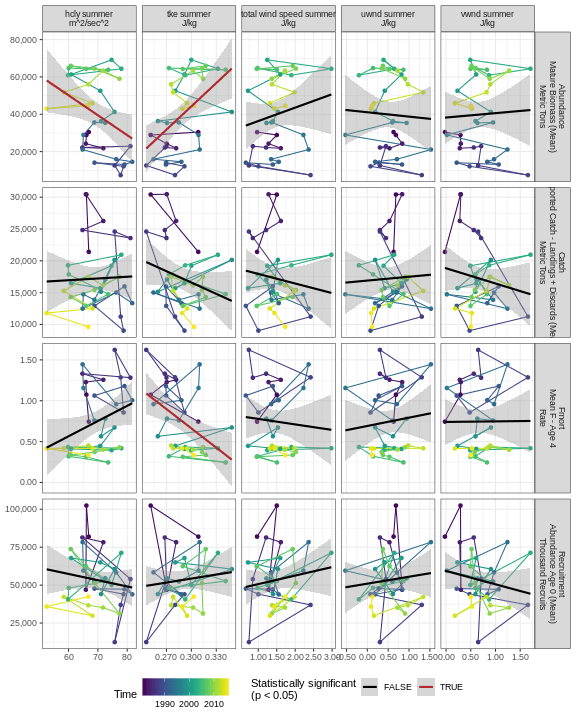 hdy summer
m^2/sec^2
tke summer
J/kg
total wind speed summer
J/kg
uwnd summer
J/kg
vwnd summer
J/kg
80,000
60,000
40,000
20,000
Abundance
Mature Biomass (Mean)
Metric Tons
30,000
25,000
20,000
15,000
10,000
Catch
ported Catch - Landings + Discards (Me
Metric Tons
1.50
1.00
0.50
0.00
Fmort
Mean F - Age 4
Rate
100,000
75,000
50,000
25,000
Recruitment
Abundance Age 0 (Mean)
Thousand Recruits
60 70 80
0.270 0.300 0.330
1.00 1.50 2.00 2.50 3.00
0.50 0.00 0.50 1.00 1.50
0.00 0.50 1.00 1.50
Time
1990 2000 2010
Statistically significant
(p < 0.05)
FALSE
TRUE